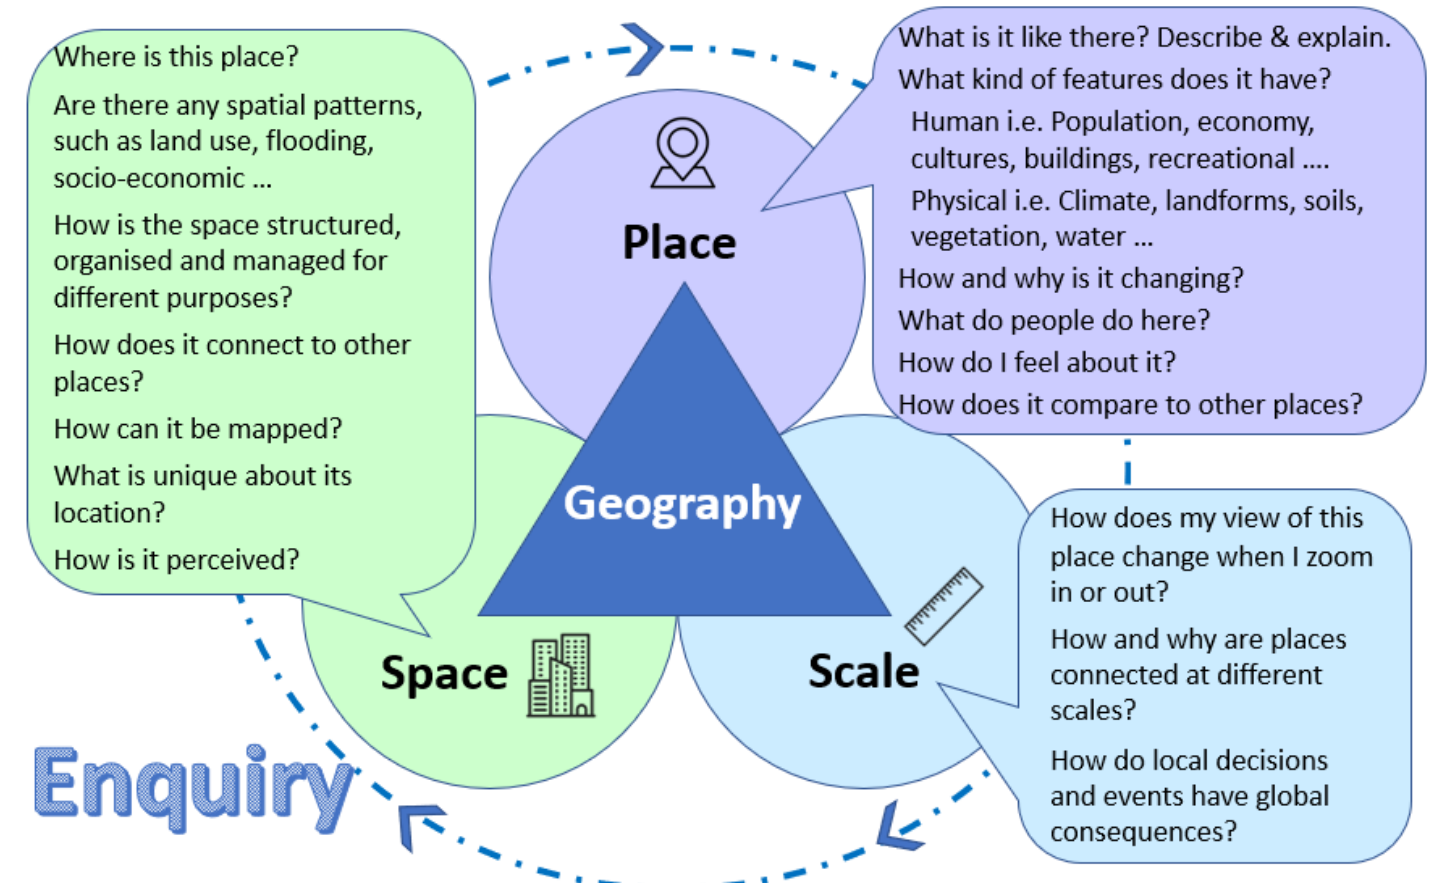 Where is this place?
Are there any spatial patterns,
such as land use, flooding,
socio-economic ...
How is the space structured,
organised and managed for
different purposes?
How does it connect to other
places?
How can it be mapped?
What is unique about its
location?
How is it perceived?
What is it like there? Describe & explain.
What kind of features does it have?
Human i.e. Population, economy,
cultures, buildings, recreational ....
Physical i.e. Climate, landforms, soils,
vegetation, water ...
How and why is it changing?
What do people do here?
How do I feel about it?
How does it compare to other places?
Place
Geography
Space
Scale
How does my view of this
place change when I zoom
in or out?
How and why are places
connected at different
scales?
How do local decisions
and events have global
consequences?
Enquiry